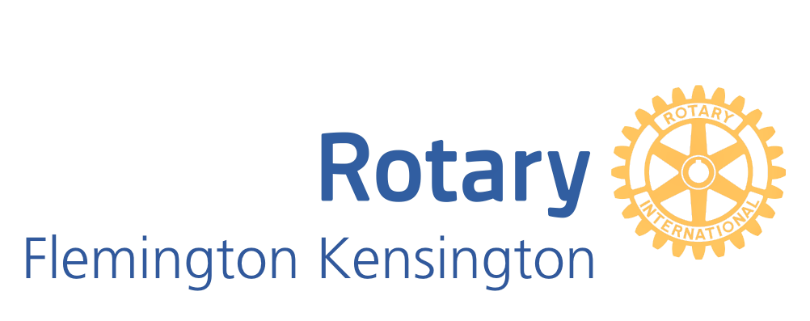 Rotary
Flemington Kensington
ROTARY
INTERNATIONAL